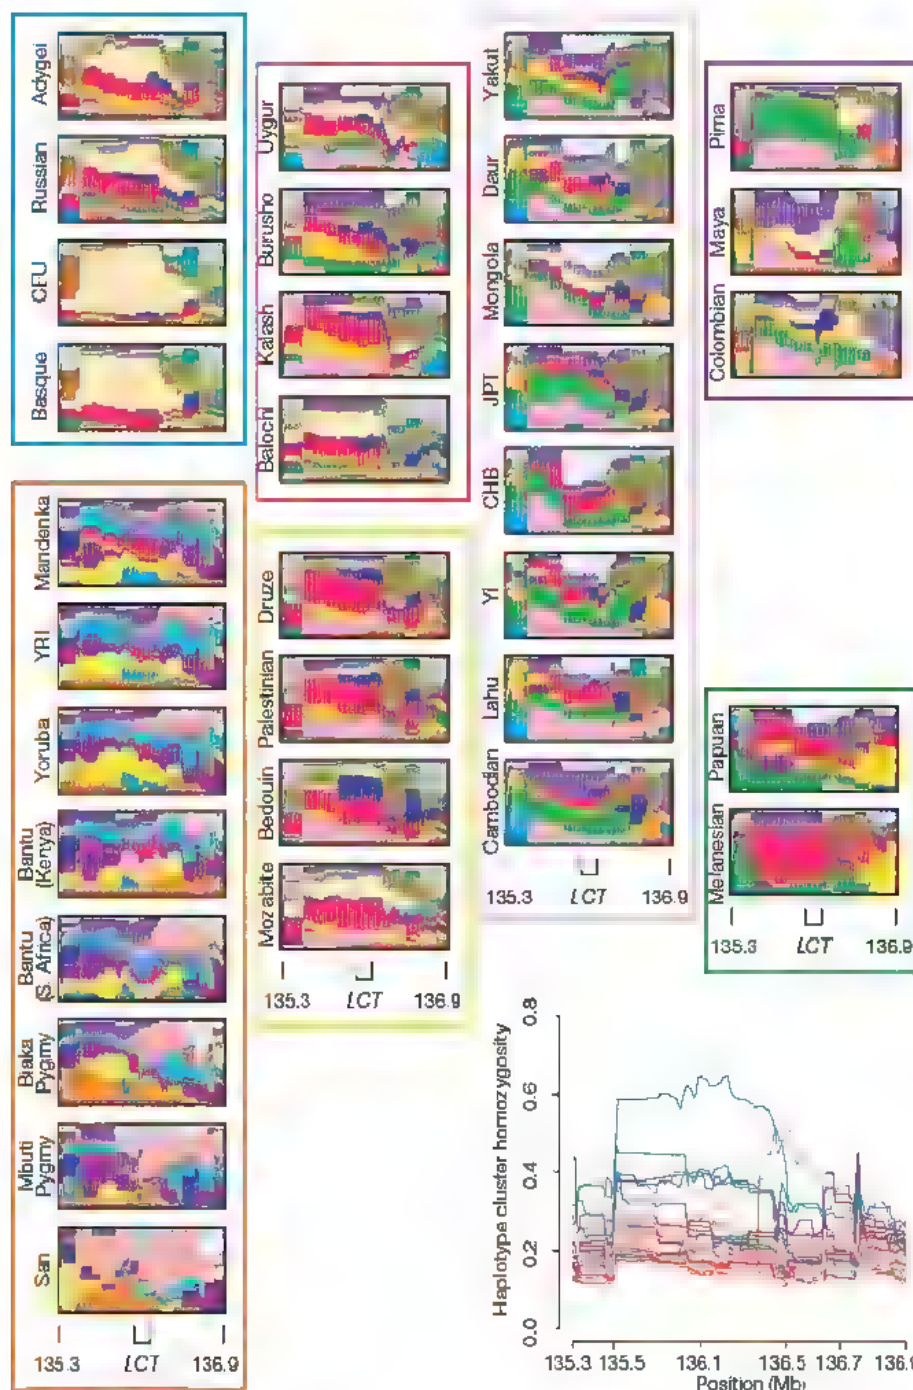 Adygei
Russian
CEU
Basque
Uygur
Burusho
Kalash
Balochi
Yakut
Daur
Mongola
JPT
CHB
Yi
Lahu
Cambodian
135.3
LCT
136.9
Pima
Maya
Colombian
Mandenka
YRI
Yoruba
Bantu
(Kenya)
Bantu
(S. Africa)
Biaka
Pygmy
Mbuti
Pygmy
San
135.3
LCT
136.9
Druze
Palestinian
Bedouin
Mozabite
135.3
LCT
136.9
Papuan
Melanesian
135.3
LCT
136.9
Haplotype cluster homozygosity
0.8
0.6
0.4
0.2
0.0
135.3 135.5 136.1 136.5 136.7 136.9
Position (Mb)